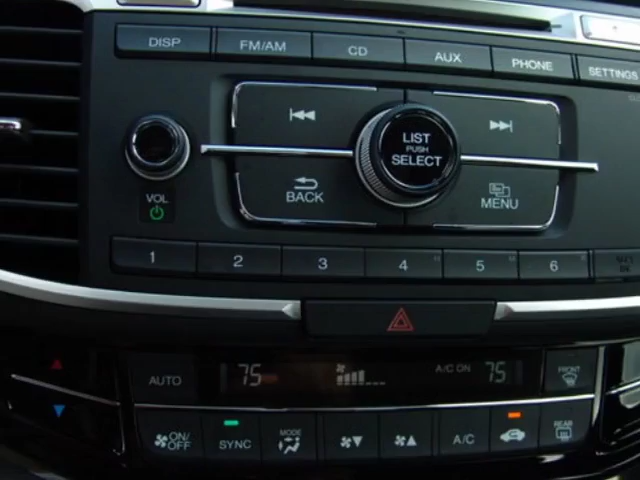 DISP FM/AM CD AUX PHONE SETTINGS
LIST
PUSH
SELECT
VOL
BACK
MENU
1 2 3 4 5 6
75 A/C ON 75
AUTO
FRONT
ON/
OFF
SYNC
MODE
A/C
REAR